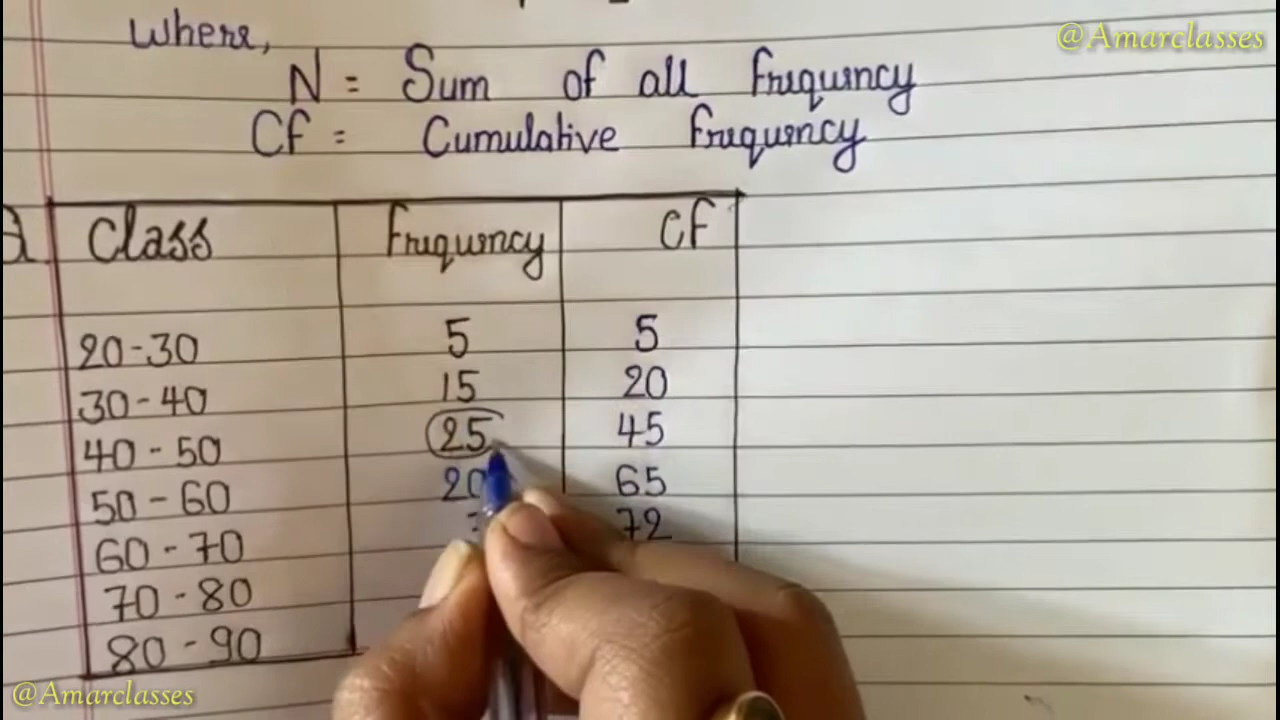 @Amarclasses
Where,
N = Sum of all Frequency
CF = Cumulative Frequency
Class Frequency CF
20-30 5 5
30-40 15 20
40-50 25 45
50-60 20 65
60-70 72
70-80
80-90
@Amarclasses